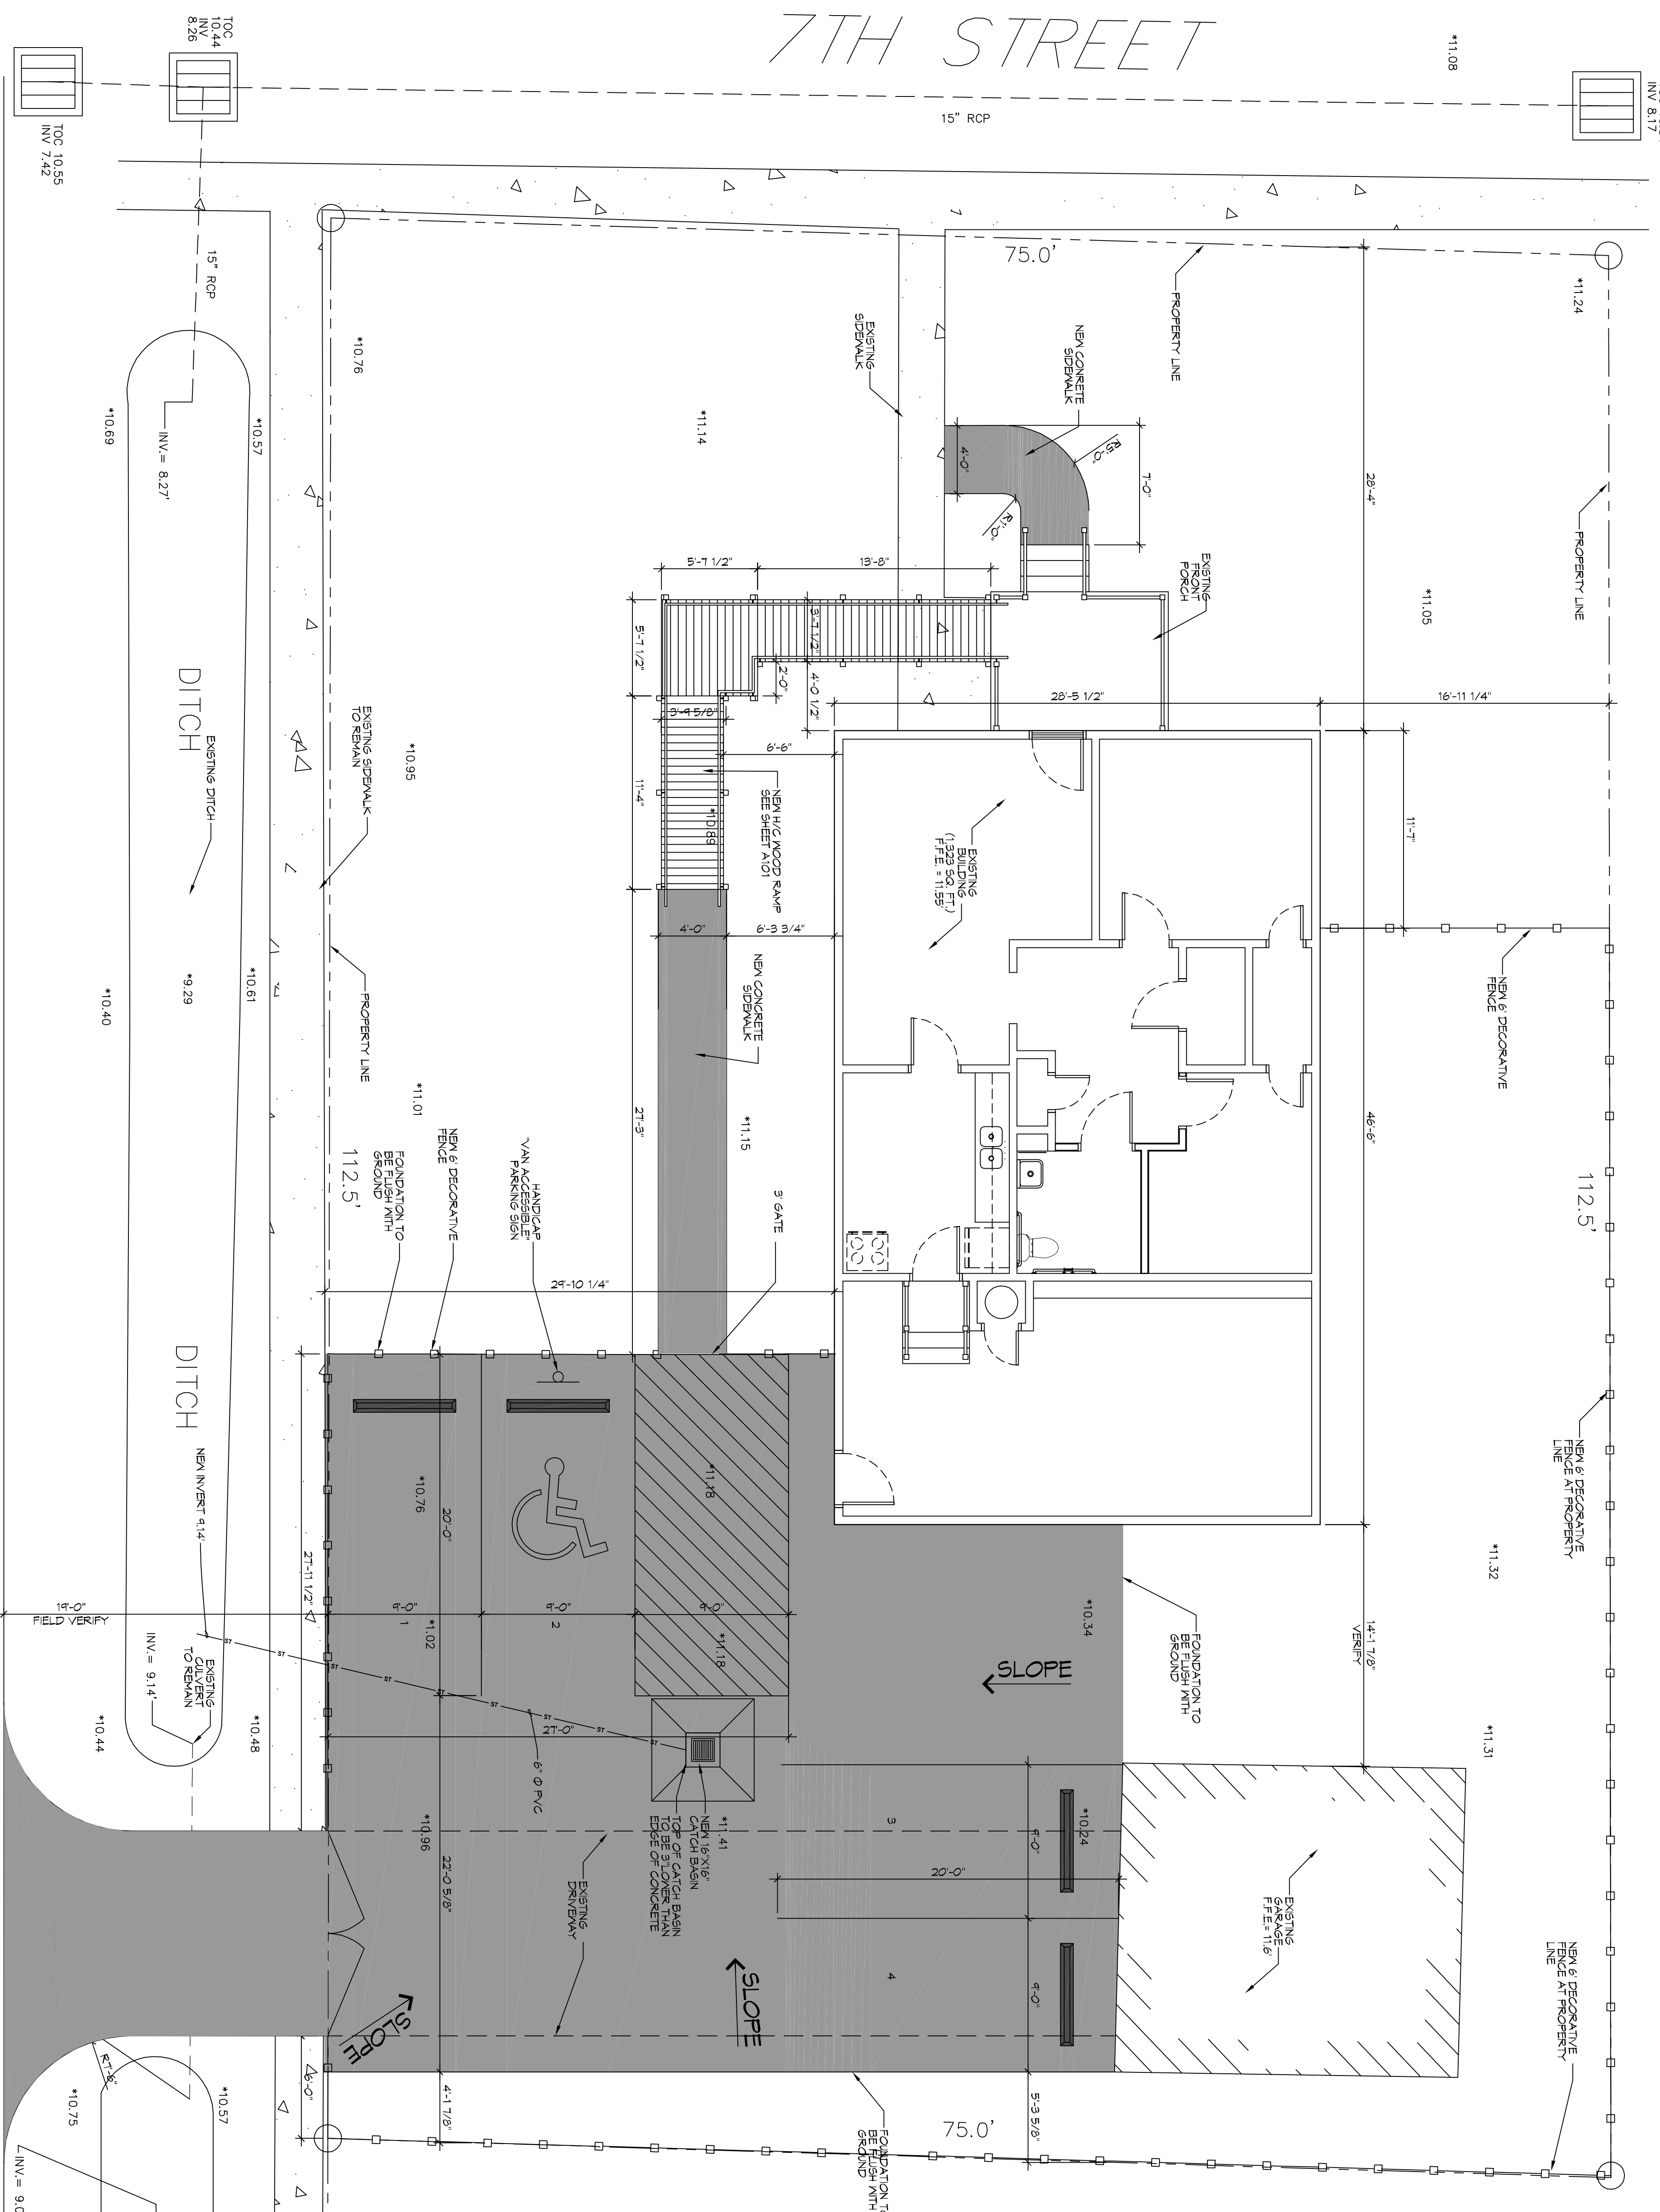 7TH STREET
TOC
10.44
INV
8.26
TOC 10.55
INV 7.42
15" RCP
*11.08
INV 8.17
15" RCP
75.0'
PROPERTY LINE
*11.24
PROPERTY LINE
*10.76
*11.14
EXISTING
SIDEWALK
NEW CONRETE
SIDEWALK
4'-0"
R5'-0"
R1'-0"
7'-0"
28'-4"
*10.69
*10.57
INV.= 8.27'
EXISTING
FRONT
PORCH
*11.05
5'-7 1/2"
13'-8"
5'-7 1/2"
3'-7 1/2"
2'-0"
4'-0 1/2"
3'-9 5/8"
6'-6"
11'-4"
28'-5 1/2"
16'-11 1/4"
11'-7"
DITCH
EXISTING DITCH
EXISTING SIDEWALK
TO REMAIN
*10.95
*10.89
NEW H/C WOOD RAMP
SEE SHEET A101
EXISTING
BUILDING
(1,323 SQ. FT.)
F.F.E. = 11.55'
4'-0"
6'-3 3/4"
NEW CONCRETE
SIDEWALK
NEW 6' DECORATIVE
FENCE
*9.29
*10.61
*10.40
PROPERTY LINE
*11.01
112.5'
27'-3"
*11.15
46'-6"
112.5'
NEW 6' DECORATIVE
FENCE
FOUNDATION TO
BE FLUSH WITH
GROUND
HANDICAP
"VAN ACCESSIBLE"
PARKING SIGN
3' GATE
29'-10 1/4"
DITCH
NEW INVERT 9.14'
27'-11 1/2"
*10.76
20'-0"
*11.18
NEW 6' DECORATIVE
FENCE AT PROPERTY
LINE
*11.32
19'-0"
FIELD VERIFY
9'-0"
1
*1.02
9'-0"
2
9'-0"
*11.18
*10.34
SLOPE
FOUNDATION TO
BE FLUSH WITH
GROUND
14'-1 7/8"
VERIFY
ST
ST
ST
ST
ST
ST
ST
INV.= 9.14'
EXISTING
CULVERT
TO REMAIN
*10.44
*10.48
27'-0"
6" Φ PVC
*11.31
*10.96
22'-0 5/8"
EXISTING
DRIVEWAY
*11.41
NEW 16"X16"
CATCH BASIN
TOP OF CATCH BASIN
TO BE 3"LOWER THAN
EDGE OF CONCRETE
3
9'-0"
*10.24
20'-0"
EXISTING
GARAGE
F.F.E.= 11.6'
NEW 6' DECORATIVE
FENCE AT PROPERTY
LINE
4
9'-0"
SLOPE
SLOPE
R7'-6"
*10.75
*10.57
6'-0"
4'-1 7/8"
5'-3 5/8"
75.0'
FOUNDATION TO
BE FLUSH WITH
GROUND